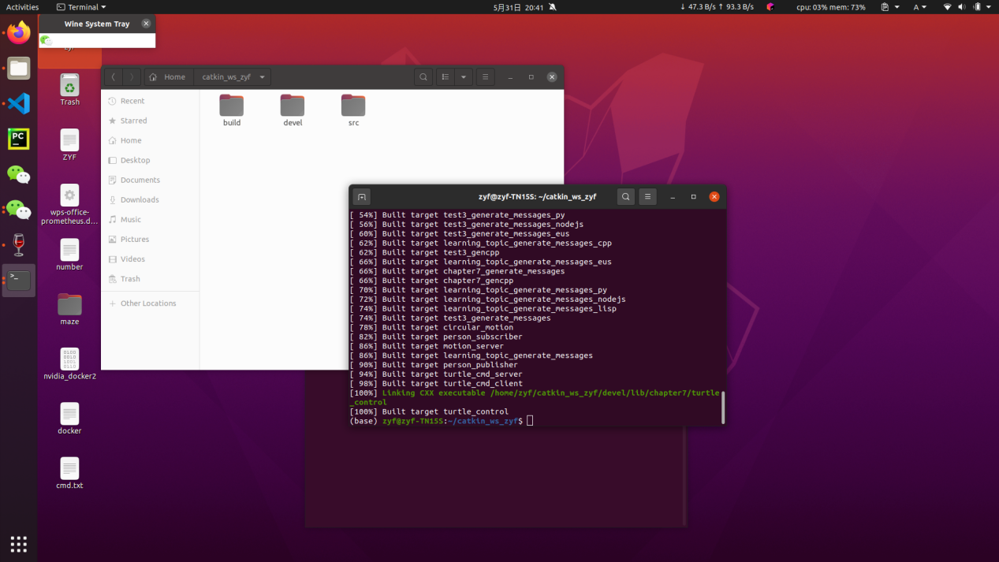 Activities
Terminal
5月31日 20:41
↓ 47.3 B/s ↑ 93.3 B/s
cpu: 03% mem: 73%
A
Wine System Tray
Trash
ZYF
wps-office-
prometheus.d...
number
maze
nvidia_docker2
docker
cmd.txt
PC
Home
catkin_ws_zyf
Recent
Starred
Home
Desktop
Documents
Downloads
Music
Pictures
Videos
Trash
Other Locations
build
devel
src
zyf@zyf-TN15S: ~/catkin_ws_zyf
[ 54%] Built target test3_generate_messages_py
[ 56%] Built target test3_generate_messages_nodejs
[ 60%] Built target test3_generate_messages_eus
[ 62%] Built target learning_topic_generate_messages_cpp
[ 62%] Built target test3_gencpp
[ 66%] Built target learning_topic_generate_messages_eus
[ 66%] Built target chapter7_generate_messages
[ 66%] Built target chapter7_gencpp
[ 70%] Built target learning_topic_generate_messages_py
[ 72%] Built target learning_topic_generate_messages_nodejs
[ 74%] Built target learning_topic_generate_messages_lisp
[ 74%] Built target test3_generate_messages
[ 78%] Built target circular_motion
[ 82%] Built target person_subscriber
[ 86%] Built target motion_server
[ 86%] Built target learning_topic_generate_messages
[ 90%] Built target person_publisher
[ 94%] Built target turtle_cmd_server
[ 98%] Built target turtle_cmd_client
[100%] Linking CXX executable /home/zyf/catkin_ws_zyf/devel/lib/chapter7/turtle
_control
[100%] Built target turtle_control
(base) zyf@zyf-TN15S:~/catkin_ws_zyf$